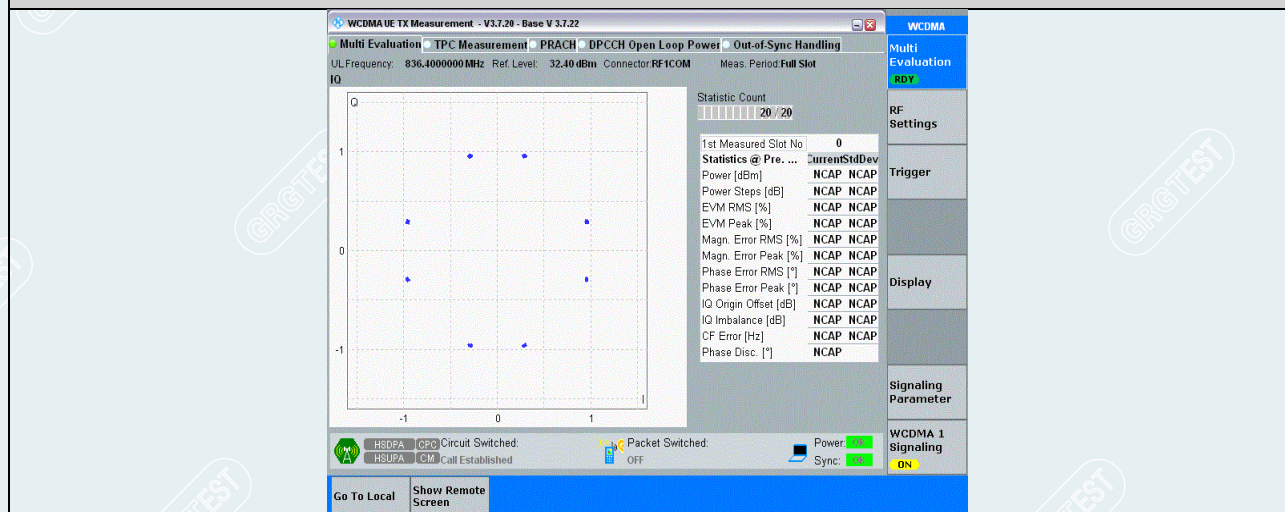 WCDMA UE TX Measurement - V3.7.20 - Base V 3.7.22
Multi Evaluation TPC Measurement PRACH DPCCH Open Loop Power Out-of-Sync Handling
UL Frequency: 836.4000000 MHz Ref. Level: 32.40 dBm Connector: RF1COM Meas. Period: Full Slot
IQ
Q
1
0
-1
-1 0 1
I
Statistic Count
20 / 20
1st Measured Slot No 0
Statistics @ Pre. ... Current StdDev
Power [dBm] NCAP NCAP
Power Steps [dB] NCAP NCAP
EVM RMS [%] NCAP NCAP
EVM Peak [%] NCAP NCAP
Magn. Error RMS [%] NCAP NCAP
Magn. Error Peak [%] NCAP NCAP
Phase Error RMS [°] NCAP NCAP
Phase Error Peak [°] NCAP NCAP
IQ Origin Offset [dB] NCAP NCAP
IQ Imbalance [dB] NCAP NCAP
CF Error [Hz] NCAP NCAP
Phase Disc. [°] NCAP
HSDPA CPC Circuit Switched:
HSUPA CM Call Established
Packet Switched:
OFF
Power: OK
Sync: OK
WCDMA
Multi
Evaluation
RDY
RF
Settings
Trigger
Display
Signaling
Parameter
WCDMA 1
Signaling
ON
Go To Local
Show Remote
Screen
GRGTEST
GRGTEST